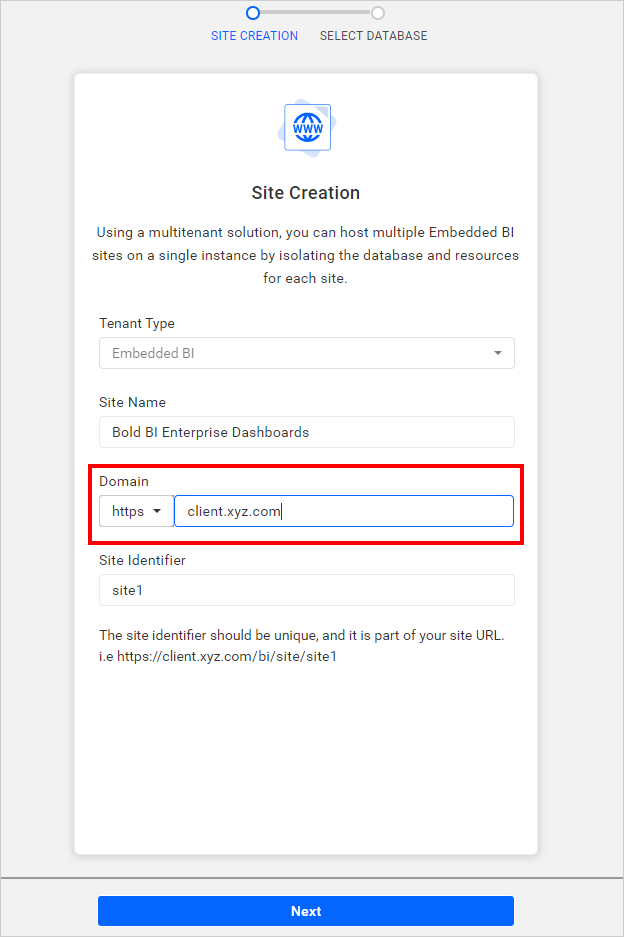 SITE CREATION SELECT DATABASE
WWW
Site Creation
Using a multitenant solution, you can host multiple Embedded BI
sites on a single instance by isolating the database and resources
for each site.
Tenant Type
Embedded BI
Site Name
Bold BI Enterprise Dashboards
Domain
https client.xyz.com
Site Identifier
site1
The site identifier should be unique, and it is part of your site URL.
i.e https://client.xyz.com/bi/site/site1
Next